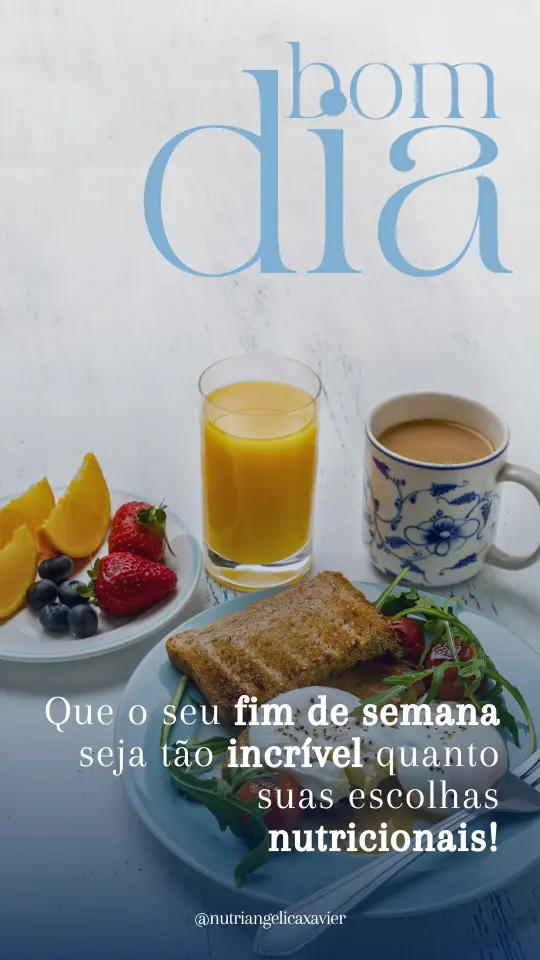 bom
dia
Que o seu fim de semana
seja tão incrível quanto
suas escolhas
nutricionais!
@nutriangelicaxavier